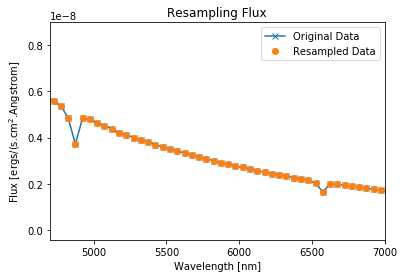 Resampling Flux
1e−8
Original Data
Resampled Data
0.8
0.6
0.4
0.2
0.0
Flux [ergs/(s.cm².Angstrom]
5000 5500 6000 6500 7000
Wavelength [nm]